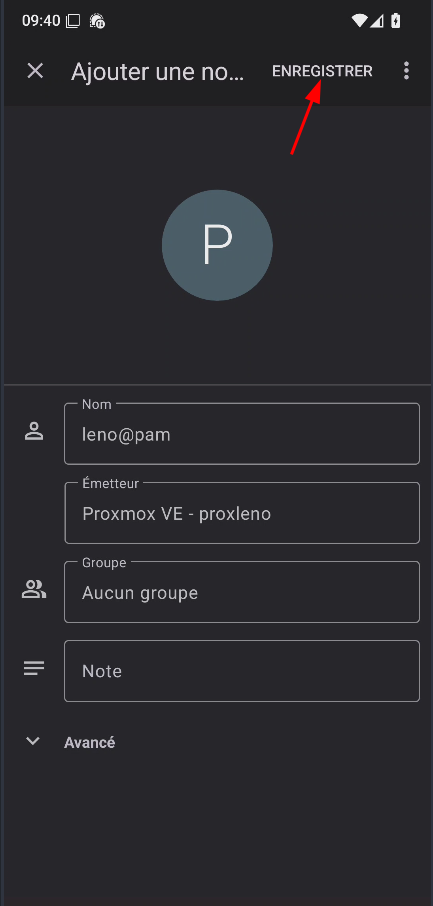 09:40
Ajouter une no… ENREGISTRER
P
Nom
leno@pam
Émetteur
Proxmox VE - proxleno
Groupe
Aucun groupe
Note
Avancé